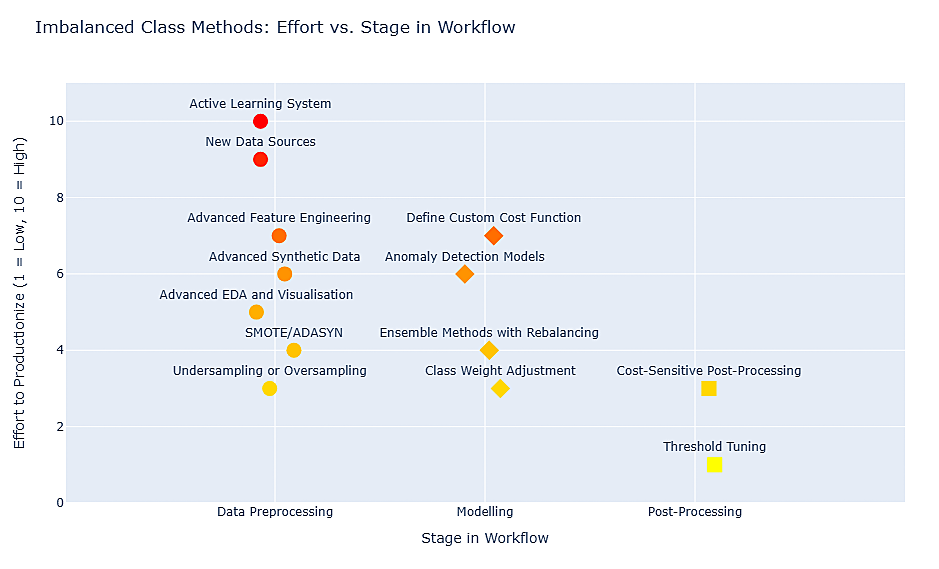 Imbalanced Class Methods: Effort vs. Stage in Workflow
Effort to Productionize (1 = Low, 10 = High)
10
8
6
4
2
0
Active Learning System
New Data Sources
Advanced Feature Engineering
Define Custom Cost Function
Advanced Synthetic Data
Anomaly Detection Models
Advanced EDA and Visualisation
SMOTE/ADASYN
Ensemble Methods with Rebalancing
Undersampling or Oversampling
Class Weight Adjustment
Cost-Sensitive Post-Processing
Threshold Tuning
Data Preprocessing
Modelling
Post-Processing
Stage in Workflow